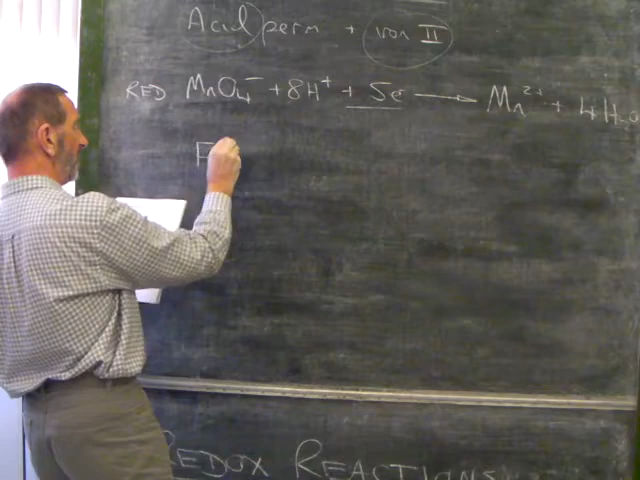 Acid perm + iron II
RED MnO₄⁻ + 8H⁺ + 5e⁻ ⟶ Mn²⁺ + 4H₂O
F
REDOX REACTIONS